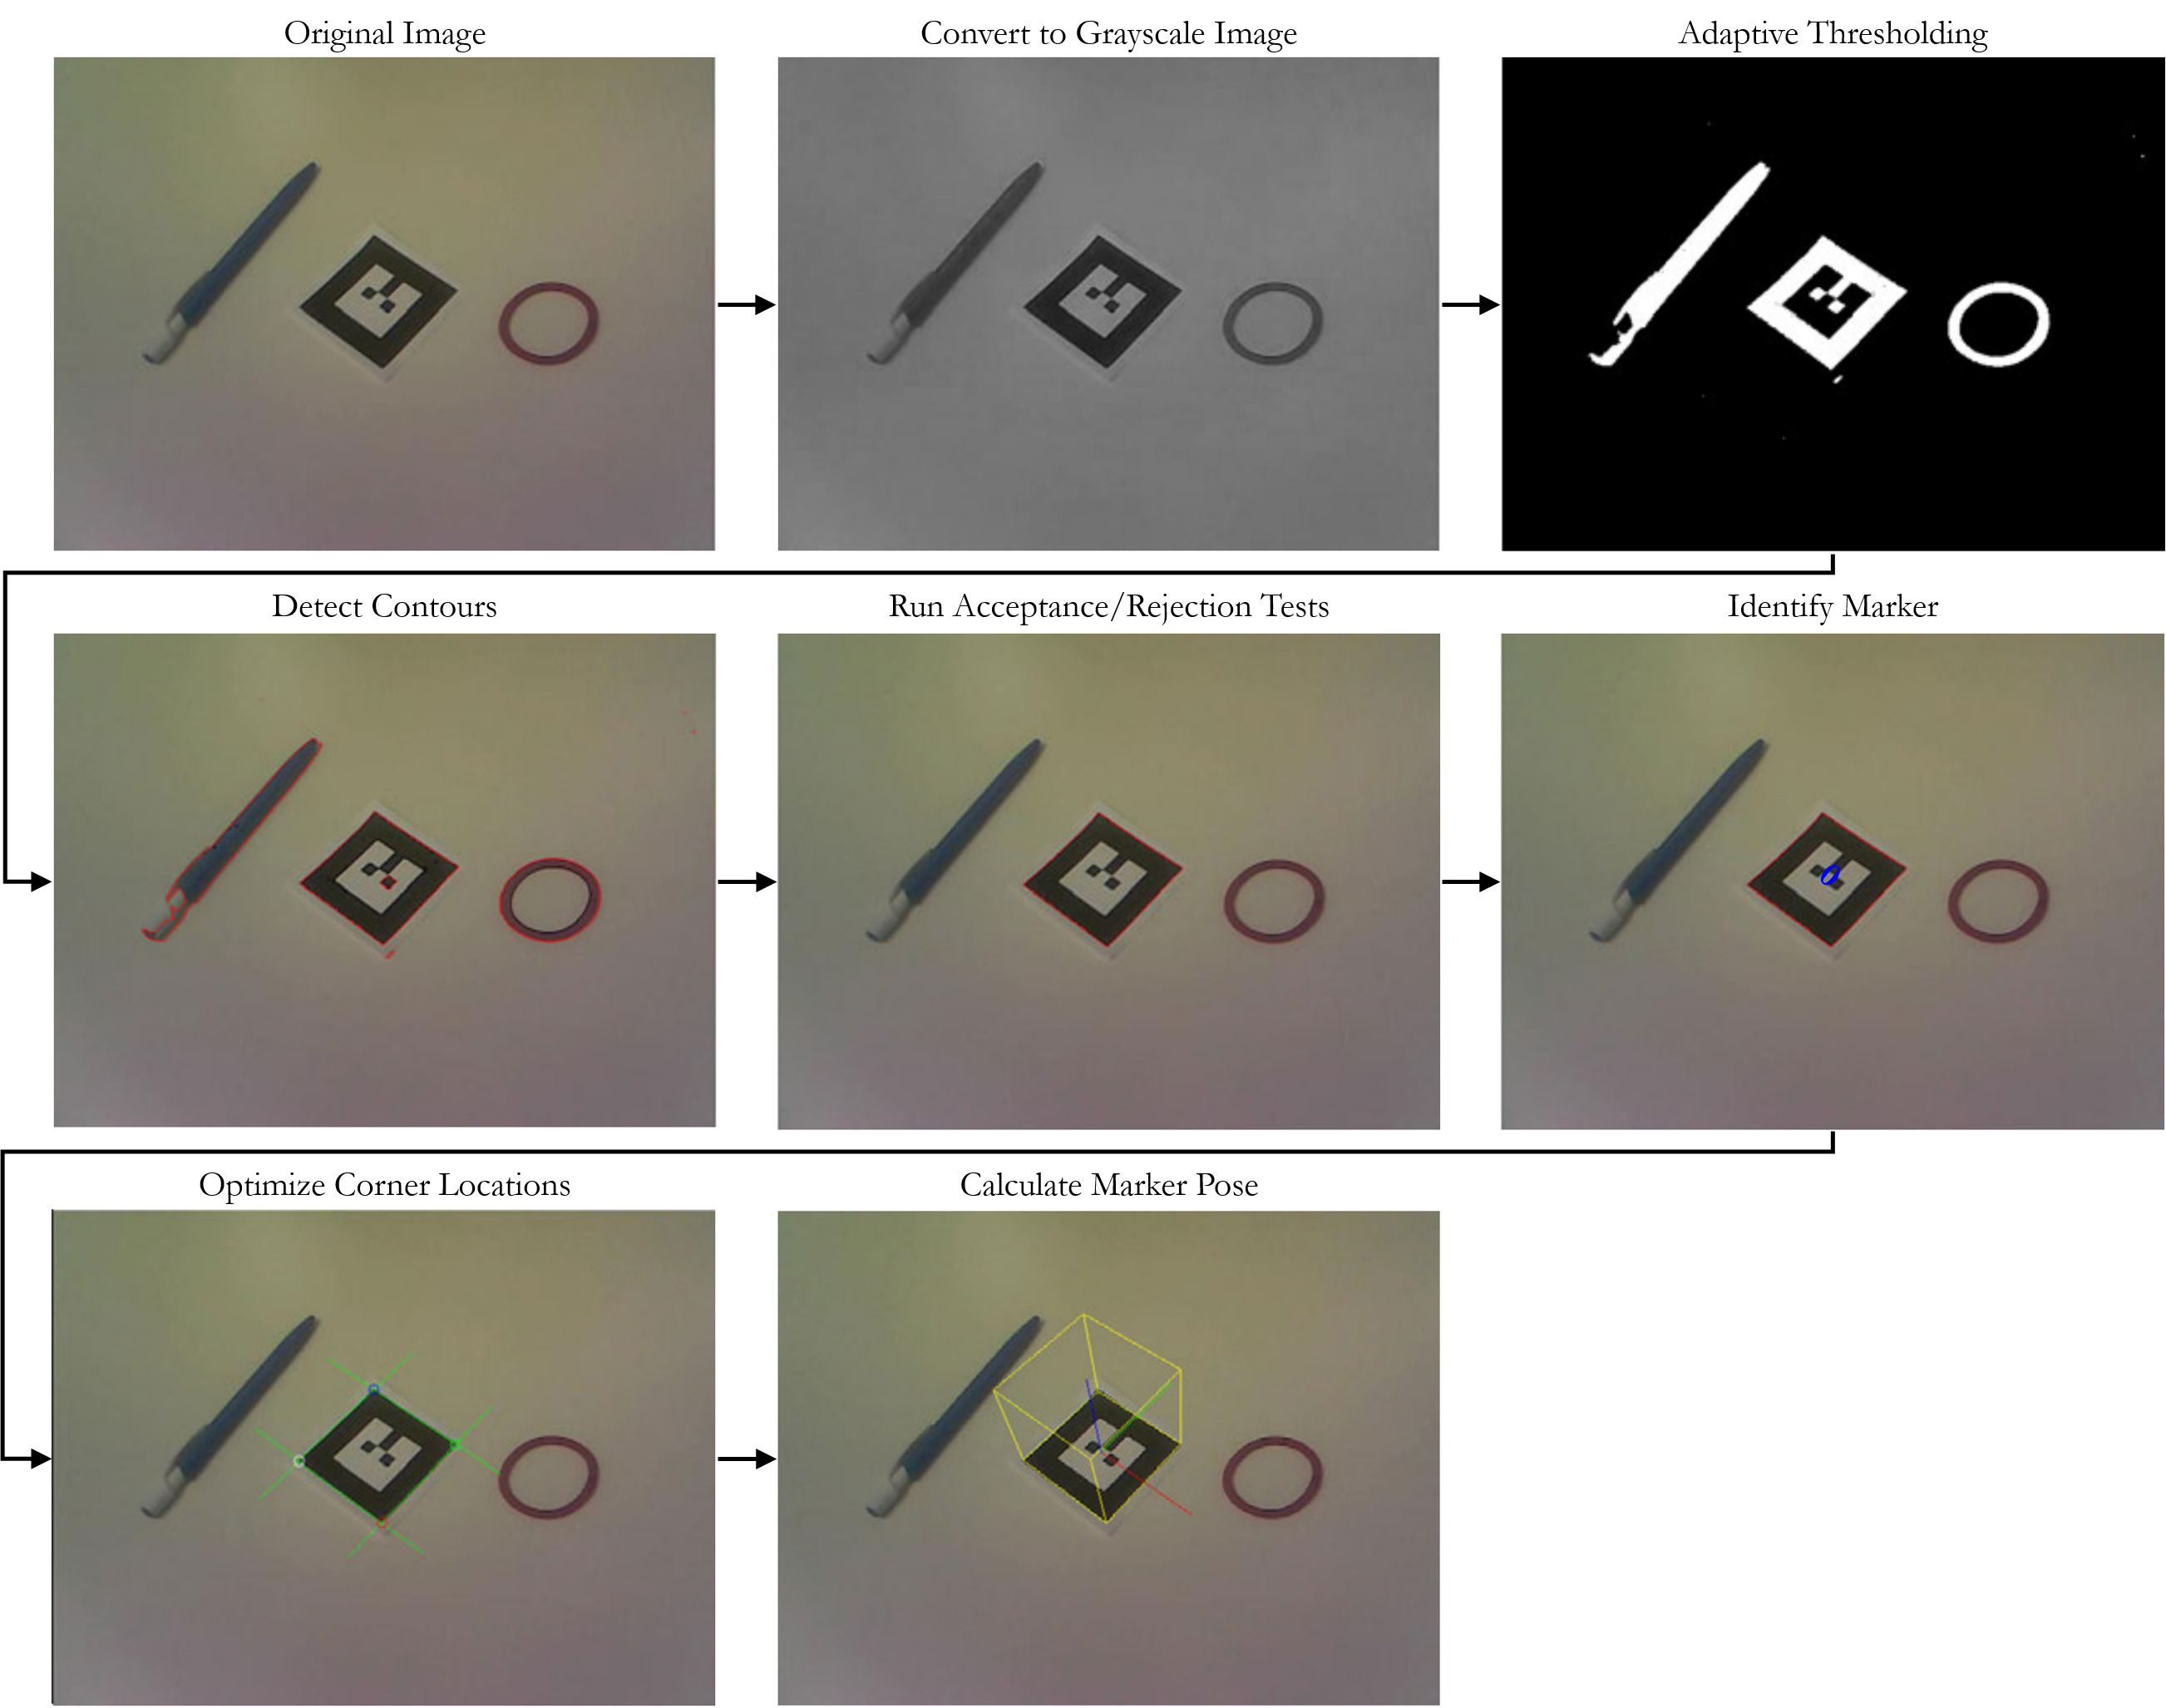 Original Image
Convert to Grayscale Image
Adaptive Thresholding
Detect Contours
Run Acceptance/Rejection Tests
Identify Marker
Optimize Corner Locations
Calculate Marker Pose